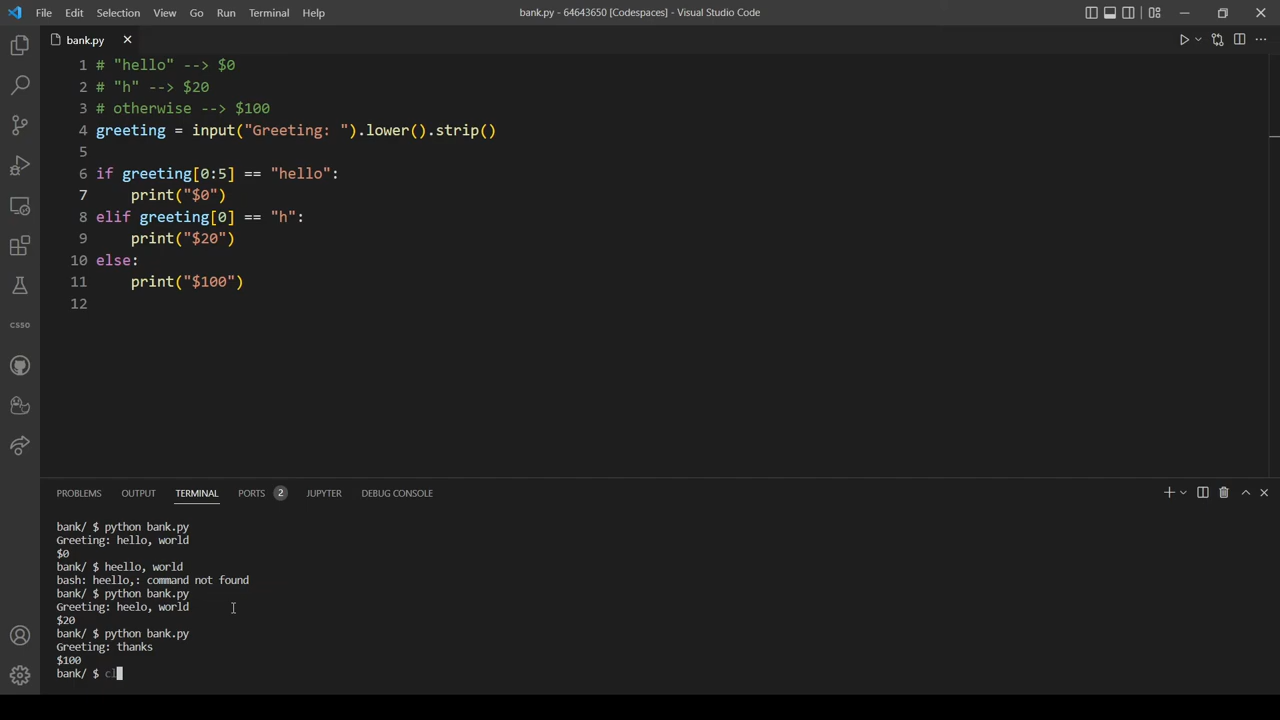 File Edit Selection View Go Run Terminal Help
bank.py - 64643650 [Codespaces] - Visual Studio Code
bank.py
1 # "hello" --> $0
2 # "h" --> $20
3 # otherwise --> $100
4 greeting = input("Greeting: ").lower().strip()
5
6 if greeting[0:5] == "hello":
7 print("$0")
8 elif greeting[0] == "h":
9 print("$20")
10 else:
11 print("$100")
12
CS50
PROBLEMS OUTPUT TERMINAL PORTS 2 JUPYTER DEBUG CONSOLE
bank/ $ python bank.py
Greeting: hello, world
$0
bank/ $ heello, world
bash: heello,: command not found
bank/ $ python bank.py
Greeting: heelo, world
$20
bank/ $ python bank.py
Greeting: thanks
$100
bank/ $ cl